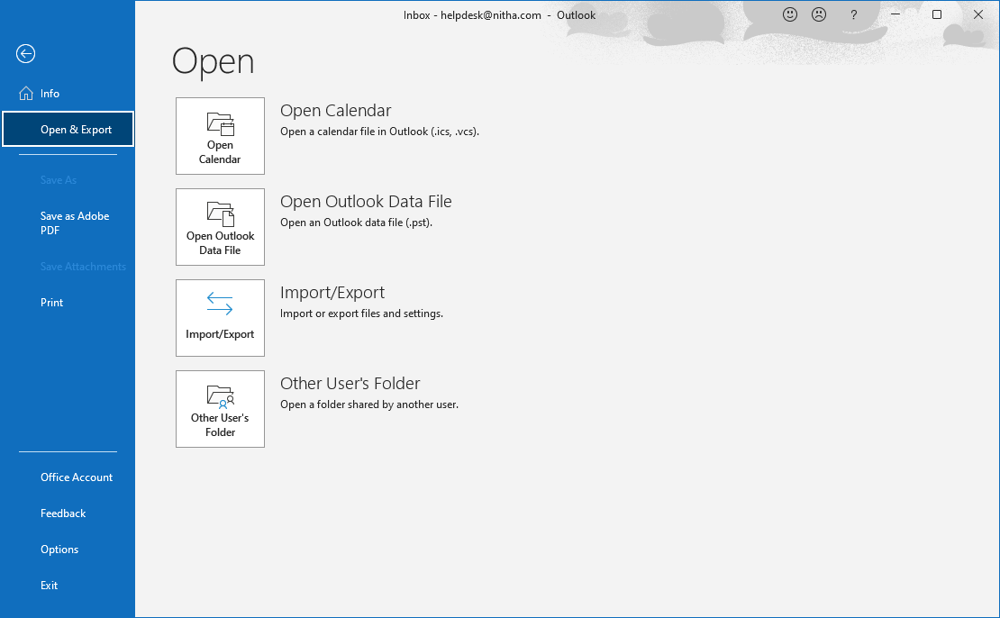 Inbox - helpdesk@nitha.com - Outlook
?
Info
Open & Export
Save As
Save as Adobe
PDF
Save Attachments
Print
Office Account
Feedback
Options
Exit
Open
Open
Calendar
Open Calendar
Open a calendar file in Outlook (.ics, .vcs).
Open Outlook
Data File
Open Outlook Data File
Open an Outlook data file (.pst).
Import/Export
Import/Export
Import or export files and settings.
Other User's
Folder
Other User's Folder
Open a folder shared by another user.